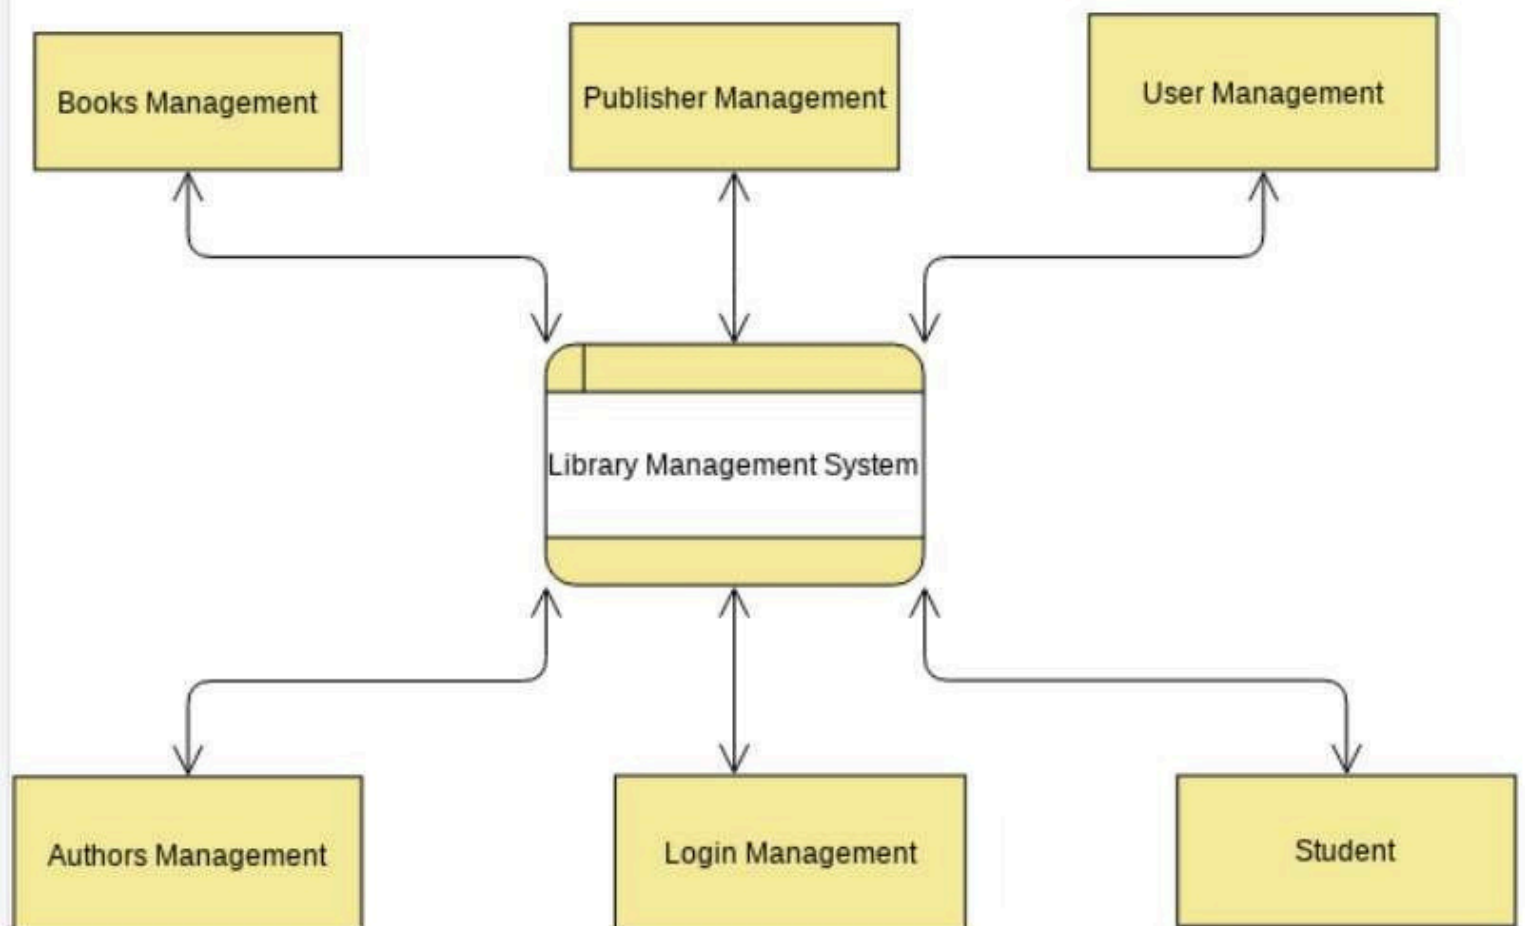 Books Management
Publisher Management
User Management
Library Management System
Authors Management
Login Management
Student